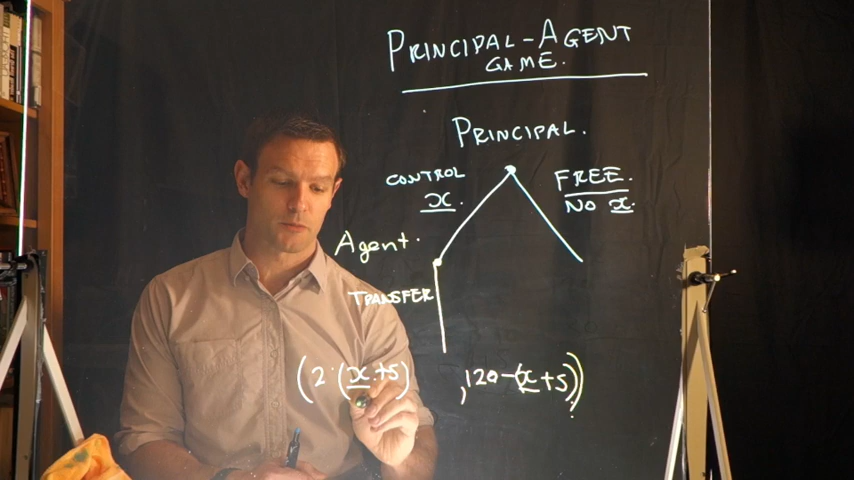 PRINCIPAL-AGENT
GAME.
PRINCIPAL.
CONTROL
x.
FREE.
NO x.
Agent.
TRANSFER
(2·(x+5) ,120-(x+5))